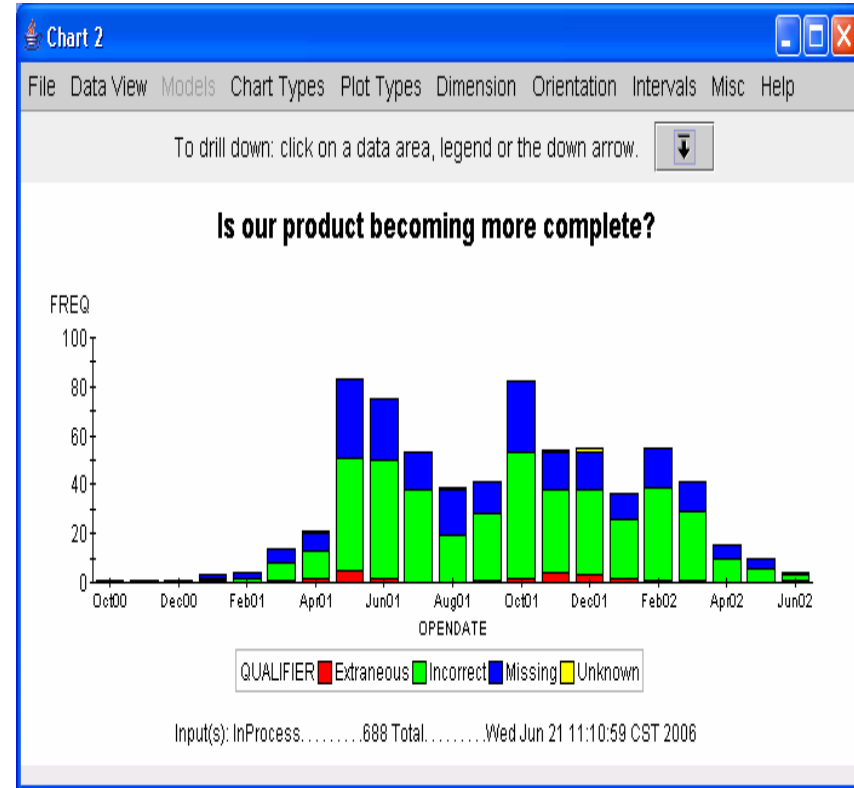 Chart 2
File Data View Models Chart Types Plot Types Dimension Orientation Intervals Misc Help
To drill down: click on a data area, legend or the down arrow.
Is our product becoming more complete?
FREQ
100
80
60
40
20
0
Oct00 Dec00 Feb01 Apr01 Jun01 Aug01 Oct01 Dec01 Feb02 Apr02 Jun02
OPENDATE
QUALIFIER Extraneous Incorrect Missing Unknown
Input(s): InProcess.........688 Total.........Wed Jun 21 11:10:59 CST 2006